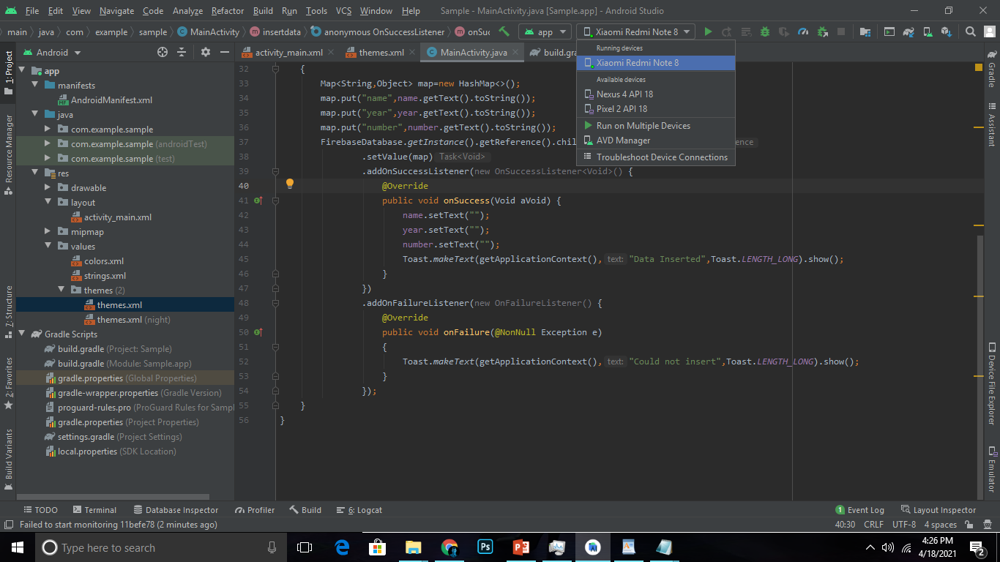 File Edit View Navigate Code Analyze Refactor Build Run Tools VCS Window Help Sample - MainActivity.java [Sample.app] - Android Studio
main java com example sample MainActivity insertdata anonymous OnSuccessListener onSuc app Xiaomi Redmi Note 8
Running devices
Xiaomi Redmi Note 8
Available devices
Nexus 4 API 18
Pixel 2 API 18
Run on Multiple Devices
AVD Manager
Troubleshoot Device Connections
Android
activity_main.xml themes.xml MainActivity.java build.gra
1: Project
Resource Manager
7: Structure
2: Favorites
Build Variants
app
manifests
AndroidManifest.xml
java
com.example.sample
com.example.sample (androidTest)
com.example.sample (test)
res
drawable
layout
activity_main.xml
mipmap
values
colors.xml
strings.xml
themes (2)
themes.xml
themes.xml (night)
Gradle Scripts
build.gradle (Project: Sample)
build.gradle (Module: Sample.app)
gradle.properties (Global Properties)
gradle-wrapper.properties (Gradle Version)
proguard-rules.pro (ProGuard Rules for Sampl
gradle.properties (Project Properties)
settings.gradle (Project Settings)
local.properties (SDK Location)
32 {
33 Map<String,Object> map=new HashMap<>();
34 map.put("name",name.getText().toString());
35 map.put("year",year.getText().toString());
36 map.put("number",number.getText().toString());
37 FirebaseDatabase.getInstance().getReference().chil ence
38 .setValue(map) Task<Void>
39 .addOnSuccessListener(new OnSuccessListener<Void>() {
40 @Override
41 public void onSuccess(Void aVoid) {
42 name.setText("");
43 year.setText("");
44 number.setText("");
45 Toast.makeText(getApplicationContext(), text: "Data Inserted",Toast.LENGTH_LONG).show();
46 }
47 })
48 .addOnFailureListener(new OnFailureListener() {
49 @Override
50 public void onFailure(@NonNull Exception e)
51 {
52 Toast.makeText(getApplicationContext(), text: "Could not insert",Toast.LENGTH_LONG).show();
53 }
54 });
55 }
56 }
Gradle
Assistant
Device File Explorer
Emulator
TODO Terminal Database Inspector Profiler Build 6: Logcat 1 Event Log Layout Inspector
Failed to start monitoring 11befe78 (2 minutes ago) 40:30 CRLF UTF-8 4 spaces
Type here to search
Ps
4:26 PM
4/18/2021
2